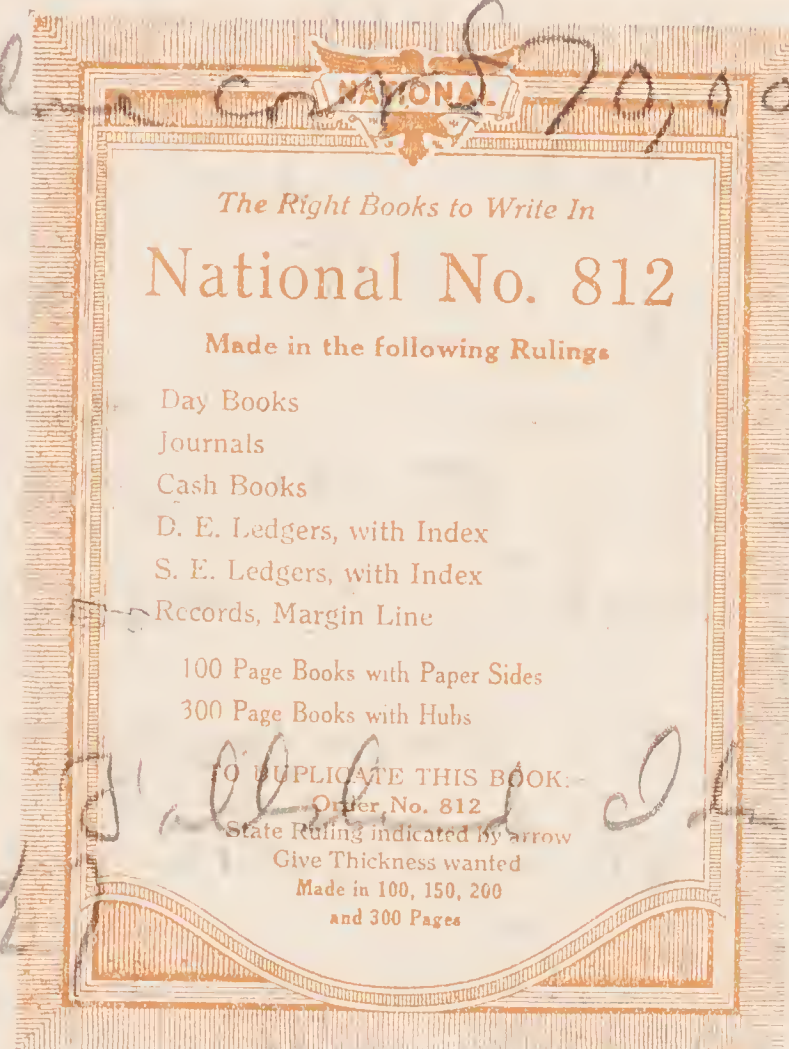 NATIONAL
The Right Books to Write In
National No. 812
Made in the following Rulings
Day Books
Journals
Cash Books
D. E. Ledgers, with Index
S. E. Ledgers, with Index
Records, Margin Line
100 Page Books with Paper Sides
300 Page Books with Hubs
TO DUPLICATE THIS BOOK:
Order No. 812
State Ruling indicated by arrow
Give Thickness wanted
Made in 100, 150, 200
and 300 Pages